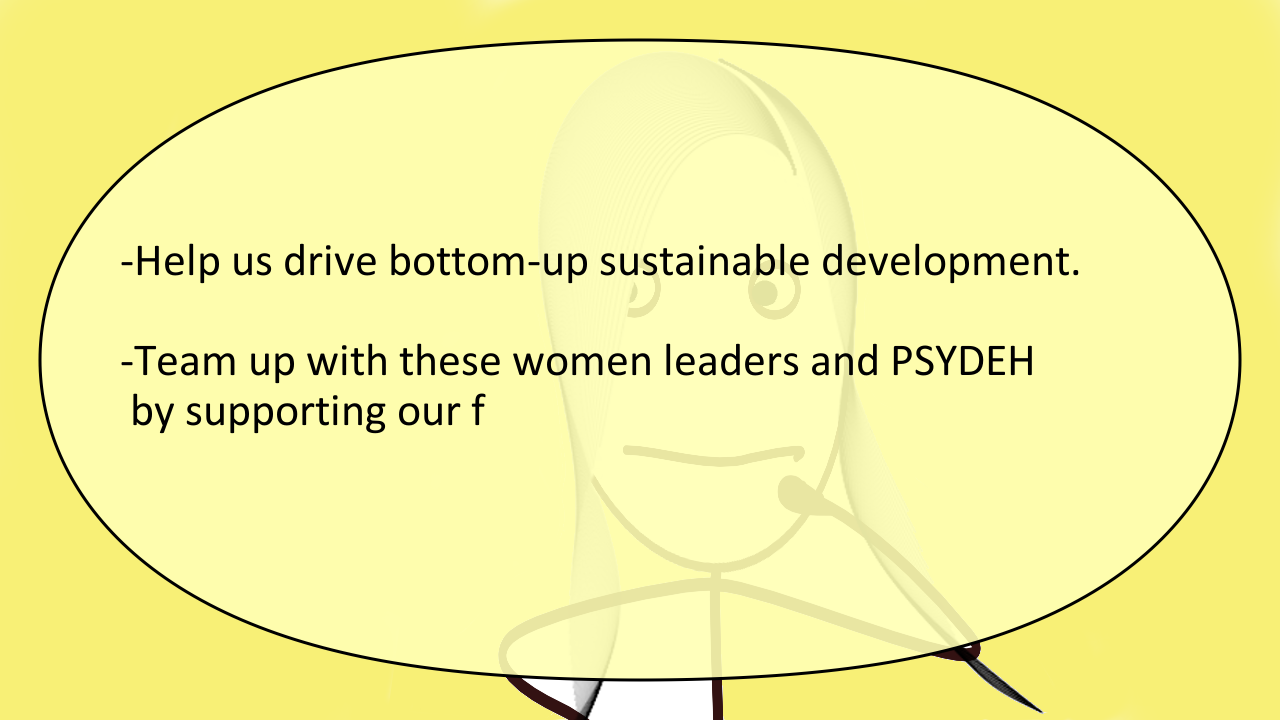 -Help us drive bottom-up sustainable development.
-Team up with these women leaders and PSYDEH
by supporting our f